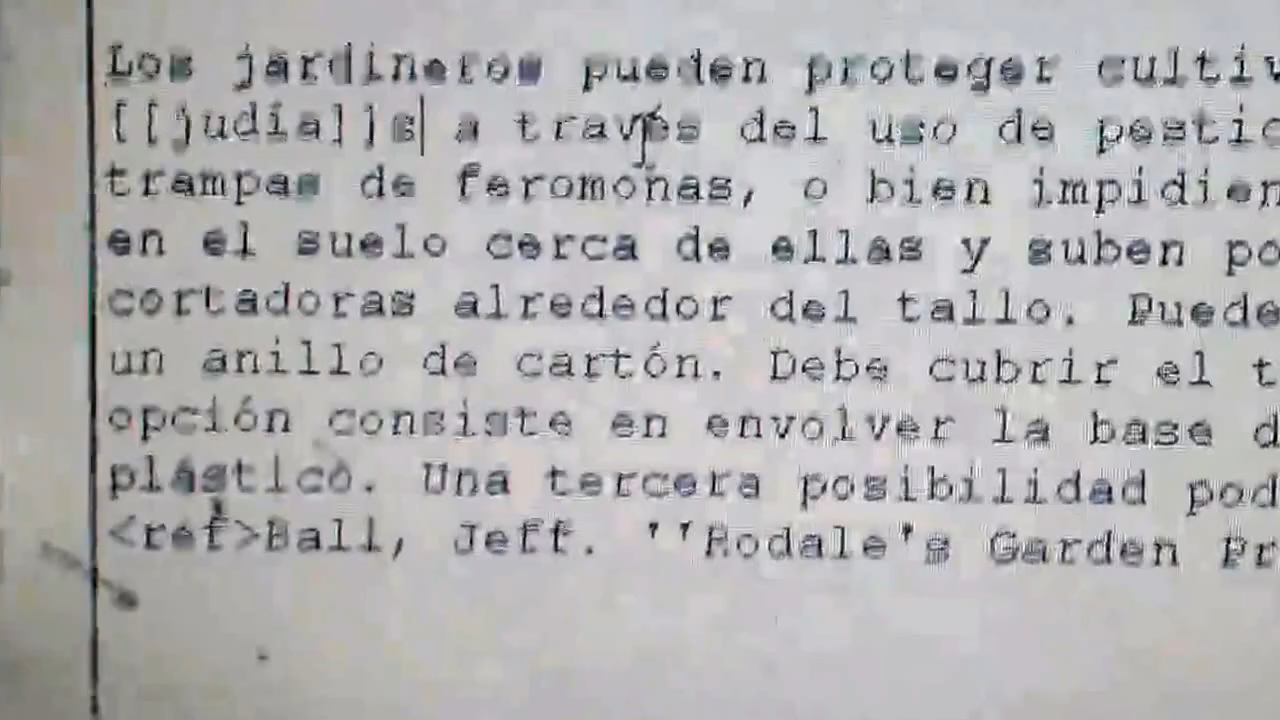 Los jardineros pueden proteger cultiv
[[judía]]s a través del uso de pestic
trampas de feromonas, o bien impidien
en el suelo cerca de ellas y suben po
cortadoras alrededor del tallo. Puede
un anillo de cartón. Debe cubrir el t
opción consiste en envolver la base d
plástico. Una tercera posibilidad pod
<ref>Ball, Jeff. ''Rodale's Garden Pr